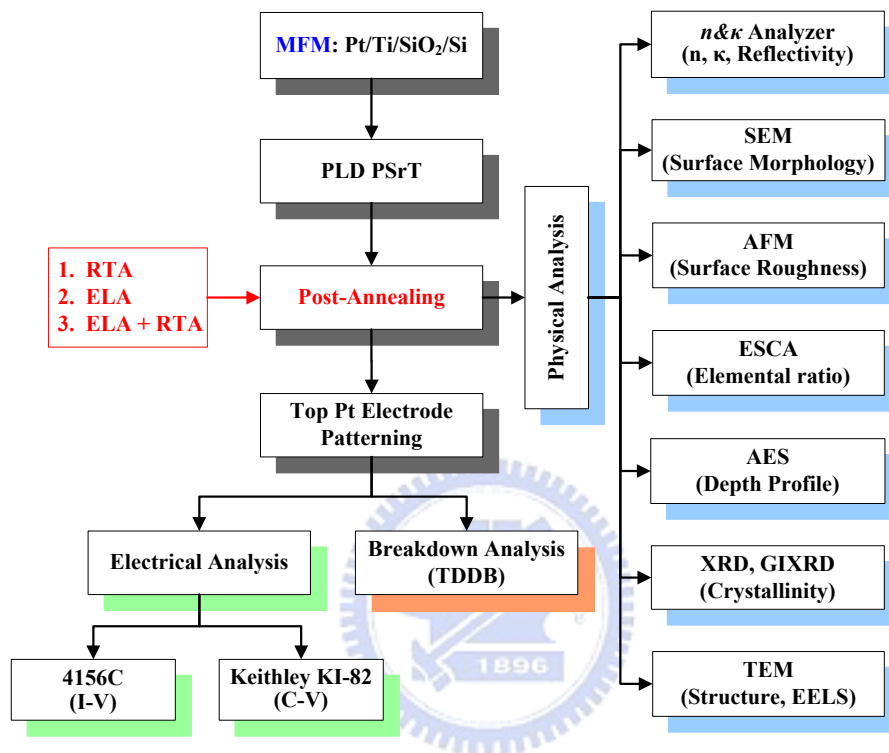 MFM: Pt/Ti/SiO₂/Si
PLD PSrT
1. RTA
2. ELA
3. ELA + RTA
Post-Annealing
Top Pt Electrode
Patterning
Electrical Analysis
Breakdown Analysis
(TDDB)
4156C
(I-V)
Keithley KI-82
(C-V)
Physical Analysis
n&κ Analyzer
(n, κ, Reflectivity)
SEM
(Surface Morphology)
AFM
(Surface Roughness)
ESCA
(Elemental ratio)
AES
(Depth Profile)
XRD, GIXRD
(Crystallinity)
TEM
(Structure, EELS)
1896